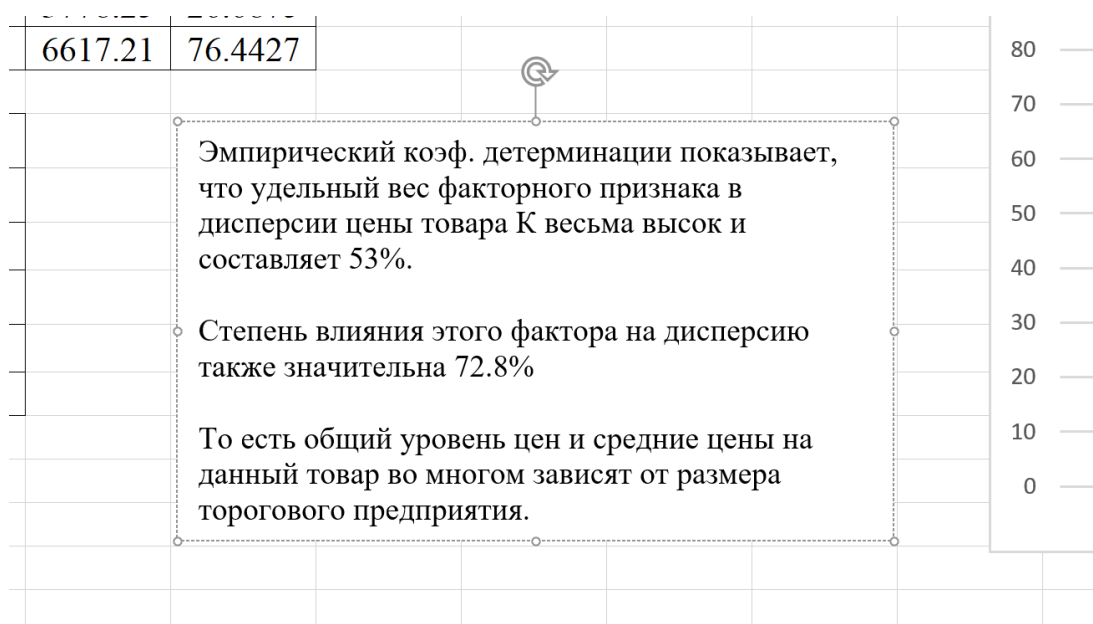 6617.21 76.4427
80
70
Эмпирический коэф. детерминации показывает,
60
что удельный вес факторного признака в
50
дисперсии цены товара К весьма высок и
составляет 53%.
40
30
Степень влияния этого фактора на дисперсию
также значительна 72.8%
20
10
То есть общий уровень цен и средние цены на
данный товар во многом зависят от размера
0
торогового предприятия.